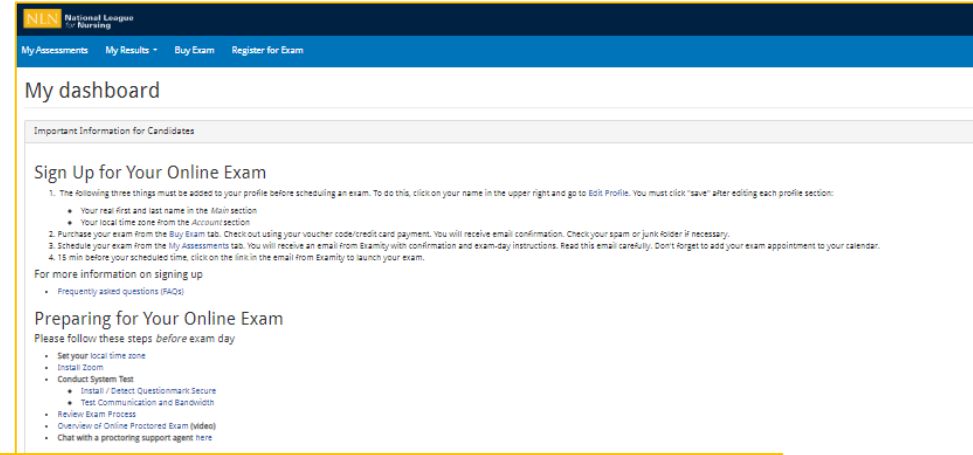 NLN National League
for Nursing
My Assessments My Results Buy Exam Register for Exam
My dashboard
Important Information for Candidates
Sign Up for Your Online Exam
1. The following three things must be added to your profile before scheduling an exam. To do this, click on your name in the upper right and go to Edit Profile. You must click "save" after editing each profile section:
Your real first and last name in the Main section
Your local time zone from the Account section
2. Purchase your exam from the Buy Exam tab. Check out using your voucher code/credit card payment. You will receive email confirmation. Check your spam or junk folder if necessary.
3. Schedule your exam from the My Assessments tab. You will receive an email from Examity with confirmation and exam-day instructions. Read this email carefully. Don't forget to add your exam appointment to your calendar.
4. 15 min before your scheduled time, click on the link in the email from Examity to launch your exam.
For more information on signing up
Frequently asked questions (FAQs)
Preparing for Your Online Exam
Please follow these steps before exam day
Set your local time zone
Install Zoom
Conduct System Test
Install / Detect Questionmark Secure
Test Communication and Bandwidth
Review Exam Process
Overview of Online Proctored Exam (video)
Chat with a proctoring support agent here